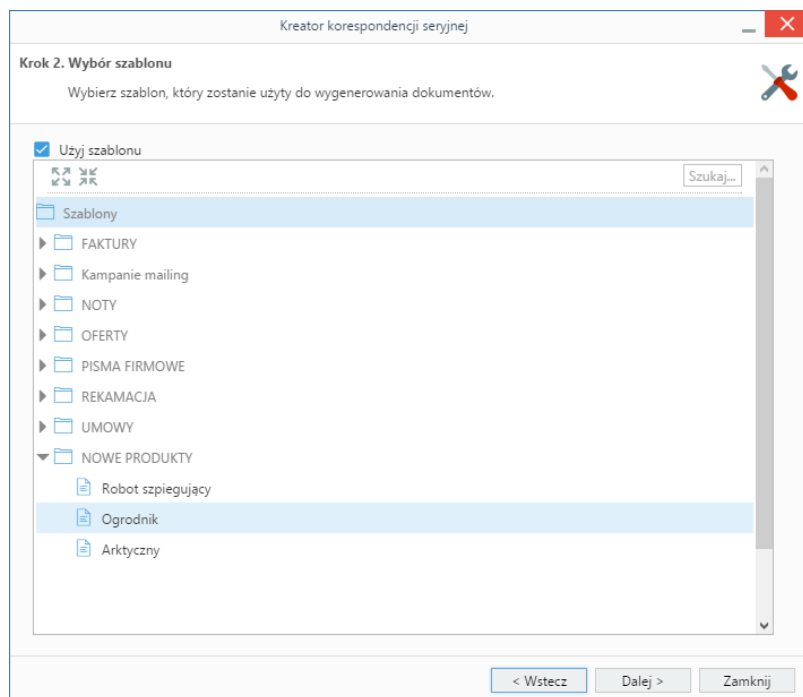 Kreator korespondencji seryjnej
Krok 2. Wybór szablonu
Wybierz szablon, który zostanie użyty do wygenerowania dokumentów.
Użyj szablonu
Szukaj...
Szablony
FAKTURY
Kampanie mailing
NOTY
OFERTY
PISMA FIRMOWE
REKAMACJA
UMOWY
NOWE PRODUKTY
Robot szpiegujący
Ogrodnik
Arktyczny
< Wstecz Dalej > Zamknij